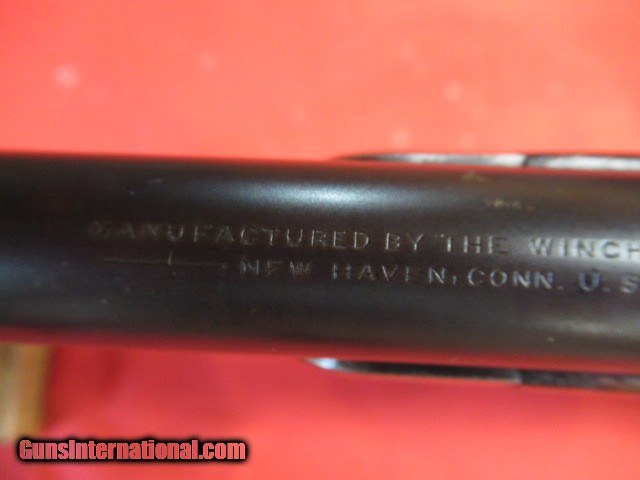 MANUFACTURED BY THE WINCH
NEW HAVEN, CONN. U.S
GunsInternational.com